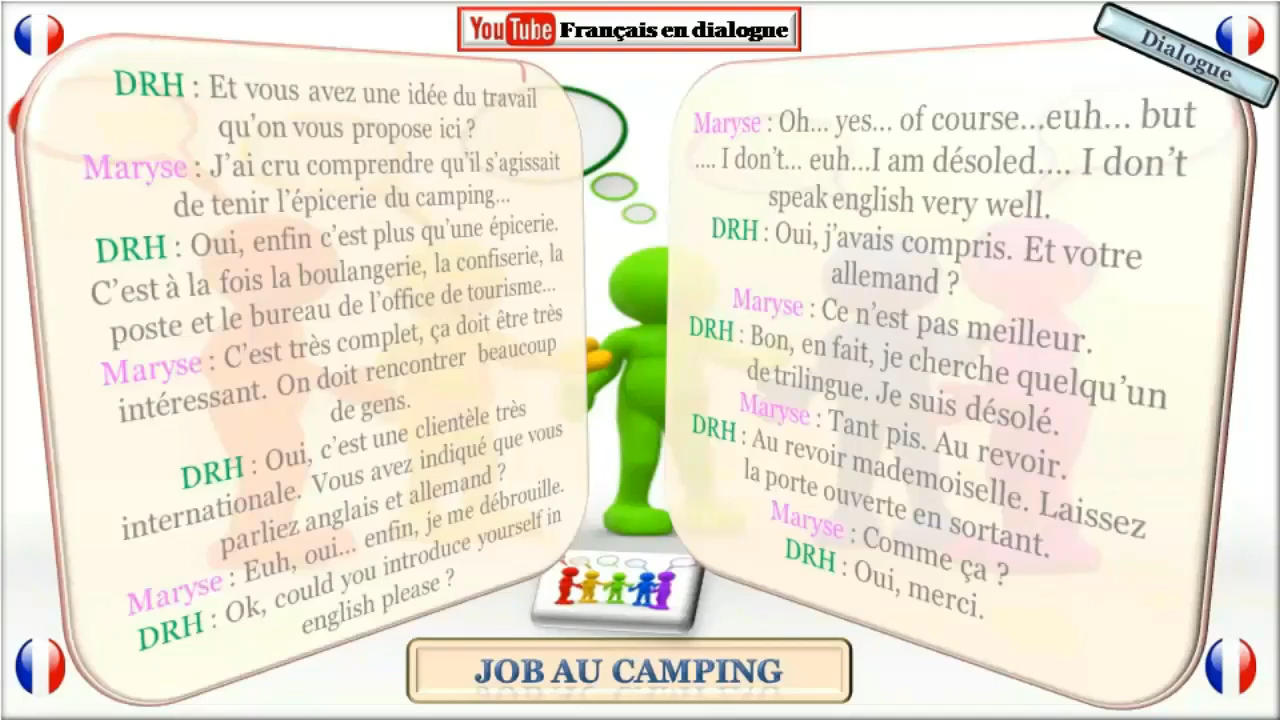 YouTube Français en dialogue
Dialogue
DRH : Et vous avez une idée du travail
qu'on vous propose ici ?
Maryse : J'ai cru comprendre qu'il s'agissait
de tenir l'épicerie du camping...
DRH : Oui, enfin c'est plus qu'une épicerie.
C'est à la fois la boulangerie, la confiserie, la
poste et le bureau de l'office de tourisme...
Maryse : C'est très complet, ça doit être très
intéressant. On doit rencontrer beaucoup
de gens.
DRH : Oui, c'est une clientèle très
internationale. Vous avez indiqué que vous
parliez anglais et allemand ?
Maryse : Euh, oui... enfin, je me débrouille.
DRH : Ok, could you introduce yourself in
english please ?
Maryse : Oh... yes... of course...euh... but
.... I don't... euh...I am désoled.... I don't
speak english very well.
DRH : Oui, j'avais compris. Et votre
allemand ?
Maryse : Ce n'est pas meilleur.
DRH : Bon, en fait, je cherche quelqu'un
de trilingue. Je suis désolé.
Maryse : Tant pis. Au revoir.
DRH : Au revoir mademoiselle. Laissez
la porte ouverte en sortant.
Maryse : Comme ça ?
DRH : Oui, merci.
JOB AU CAMPING